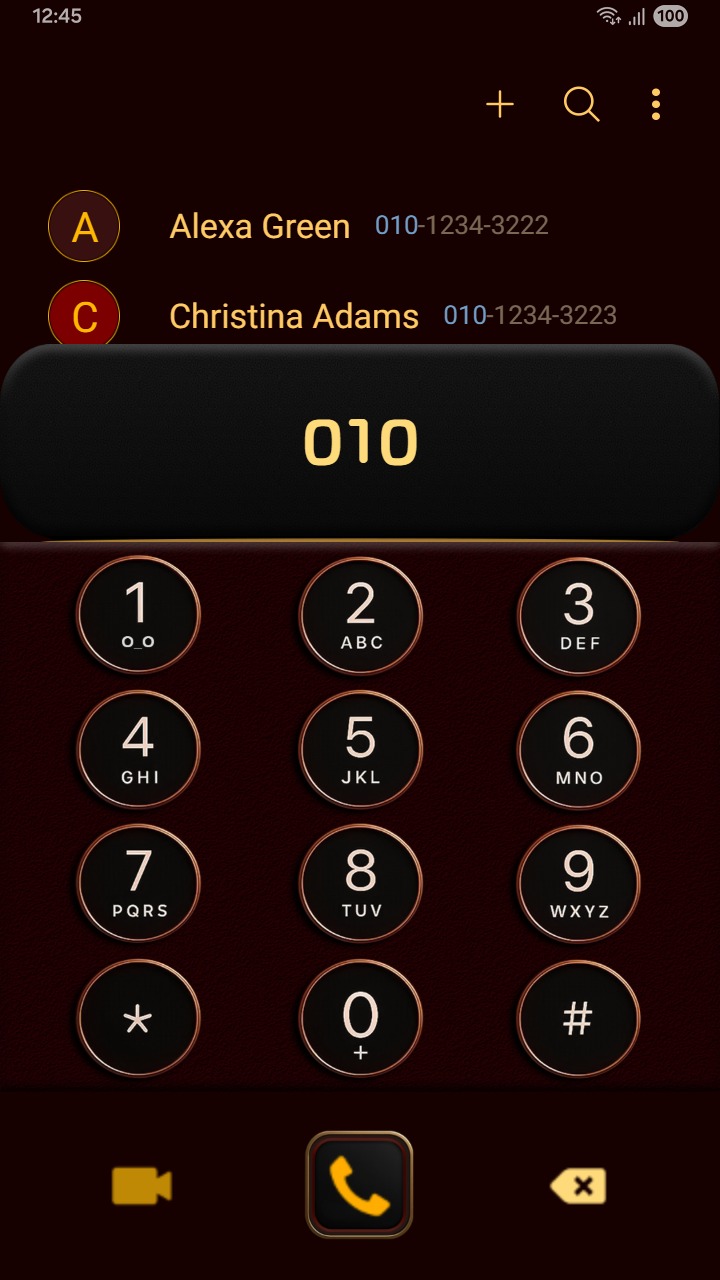 12:45 100
A Alexa Green 010-1234-3222
C Christina Adams 010-1234-3223
010
1 2 3
O_O ABC DEF
4 5 6
GHI JKL MNO
7 8 9
PQRS TUV WXYZ
* 0 #
+